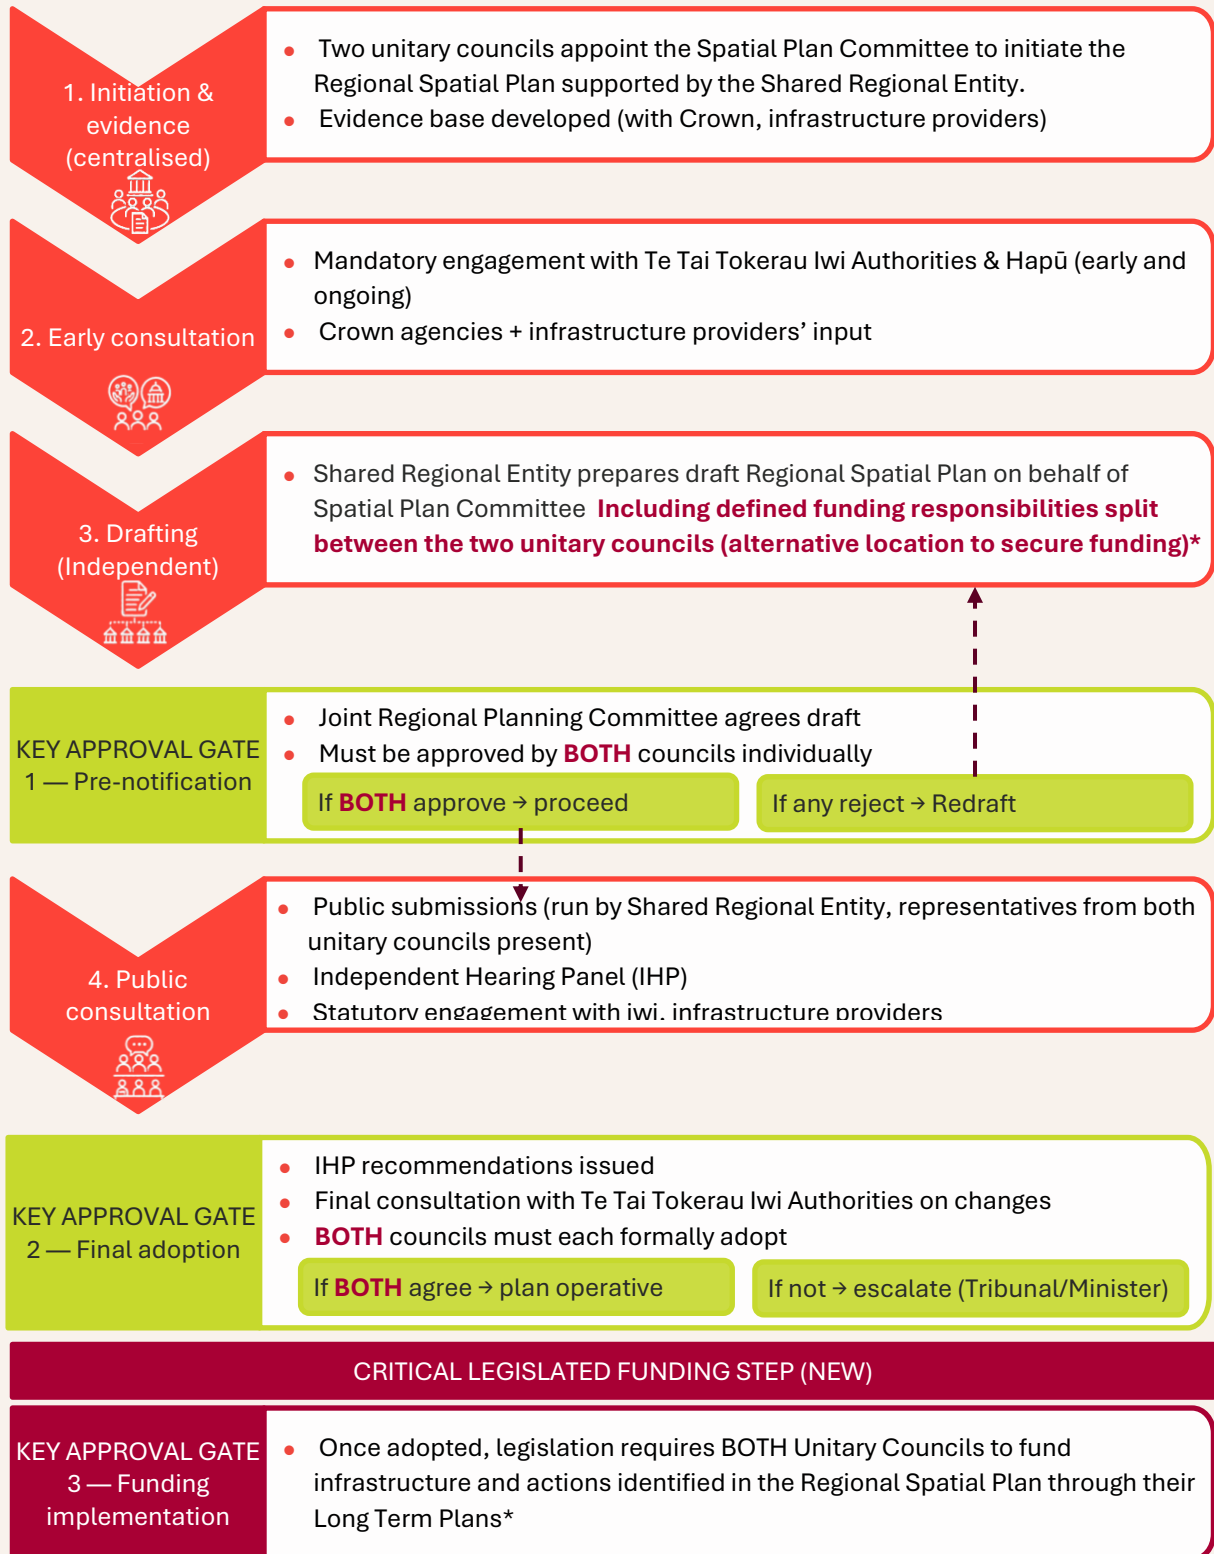 1. Initiation &
evidence
(centralised)
• Two unitary councils appoint the Spatial Plan Committee to initiate the
Regional Spatial Plan supported by the Shared Regional Entity.
• Evidence base developed (with Crown, infrastructure providers)
2. Early consultation
• Mandatory engagement with Te Tai Tokerau Iwi Authorities & Hapū (early and
ongoing)
• Crown agencies + infrastructure providers’ input
3. Drafting
(Independent)
• Shared Regional Entity prepares draft Regional Spatial Plan on behalf of
Spatial Plan Committee Including defined funding responsibilities split
between the two unitary councils (alternative location to secure funding)*
KEY APPROVAL GATE
1 — Pre-notification
• Joint Regional Planning Committee agrees draft
• Must be approved by BOTH councils individually
If BOTH approve → proceed
If any reject → Redraft
4. Public
consultation
• Public submissions (run by Shared Regional Entity, representatives from both
unitary councils present)
• Independent Hearing Panel (IHP)
• Statutory engagement with iwi, infrastructure providers
KEY APPROVAL GATE
2 — Final adoption
• IHP recommendations issued
• Final consultation with Te Tai Tokerau Iwi Authorities on changes
• BOTH councils must each formally adopt
If BOTH agree → plan operative
If not → escalate (Tribunal/Minister)
CRITICAL LEGISLATED FUNDING STEP (NEW)
KEY APPROVAL GATE
3 — Funding
implementation
• Once adopted, legislation requires BOTH Unitary Councils to fund
infrastructure and actions identified in the Regional Spatial Plan through their
Long Term Plans*